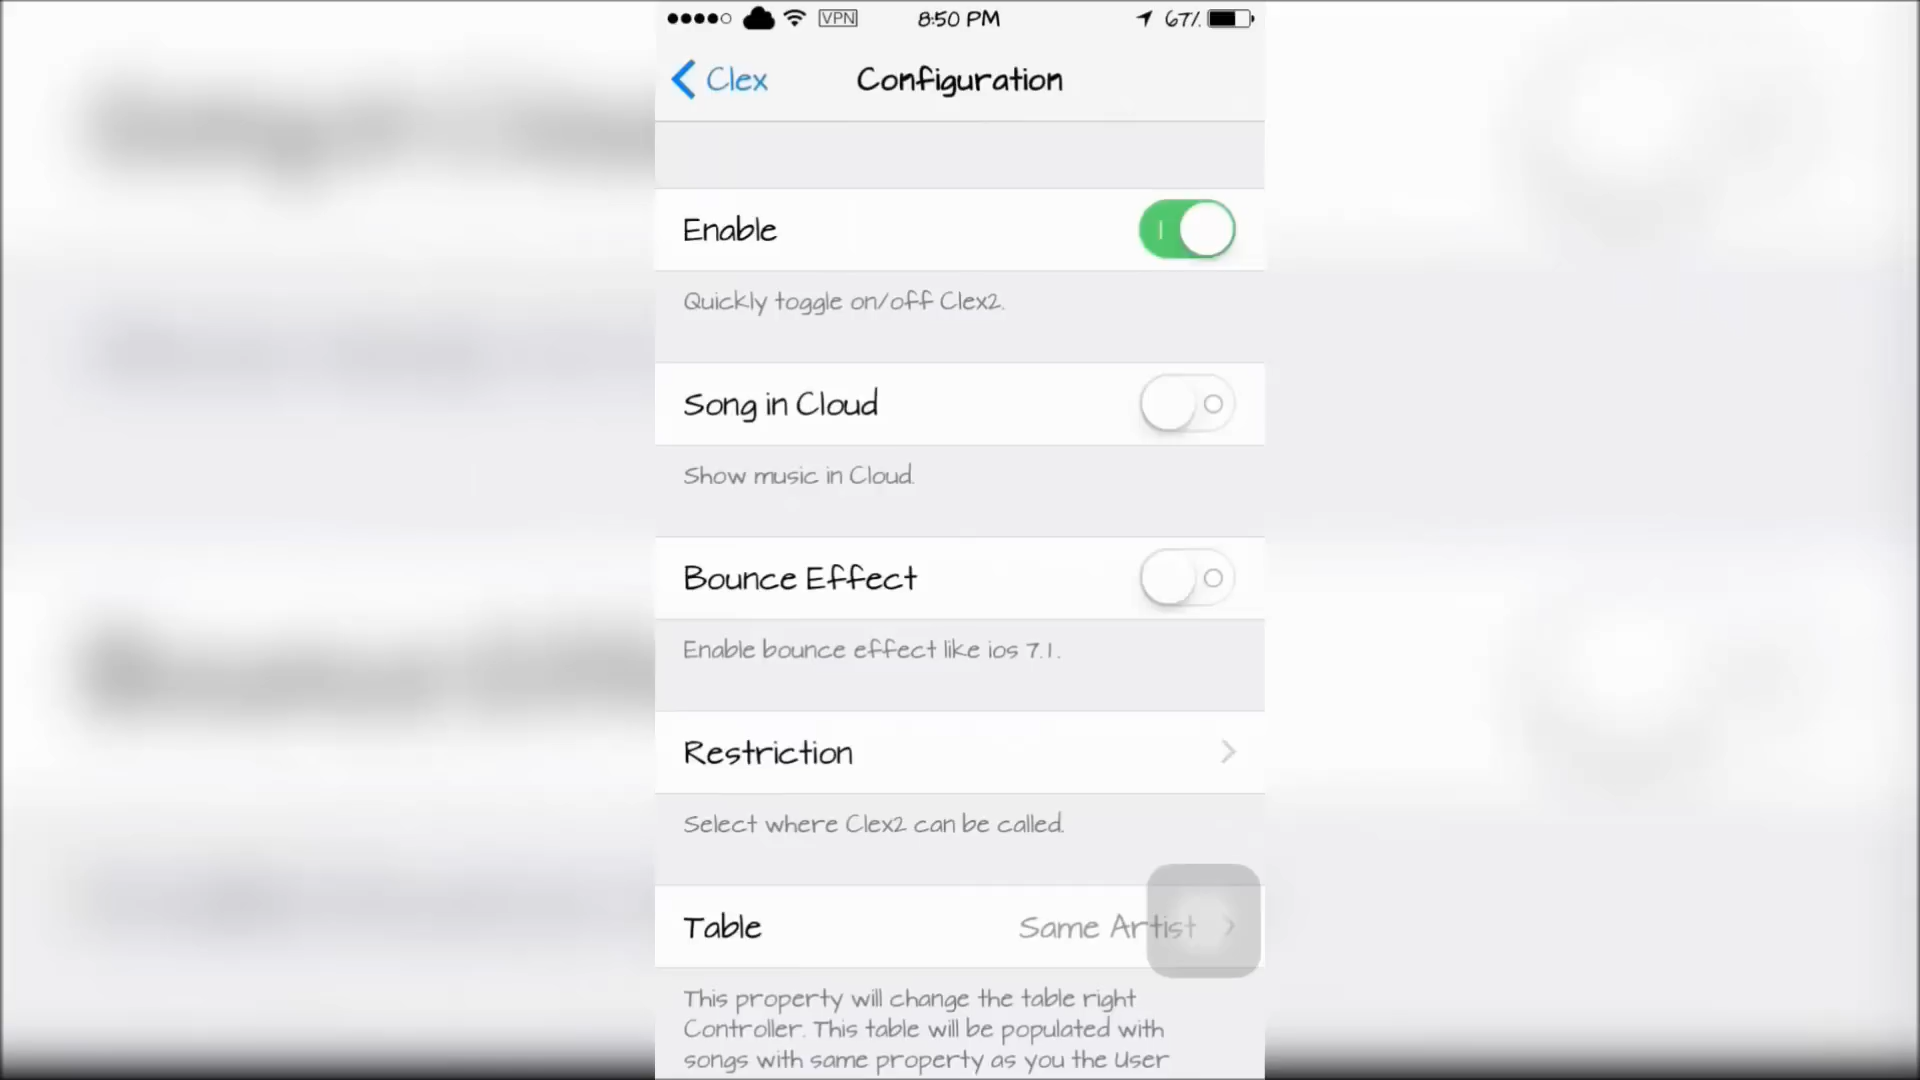 VPN 8:50 PM 67%
Clex Configuration
Enable
Quickly toggle on/off Clex2.
Song in Cloud
Show music in Cloud.
Bounce Effect
Enable bounce effect like ios 7.1.
Restriction
Select where Clex2 can be called.
Table Same Artist
This property will change the table right
Controller. This table will be populated with
songs with same property as you the User